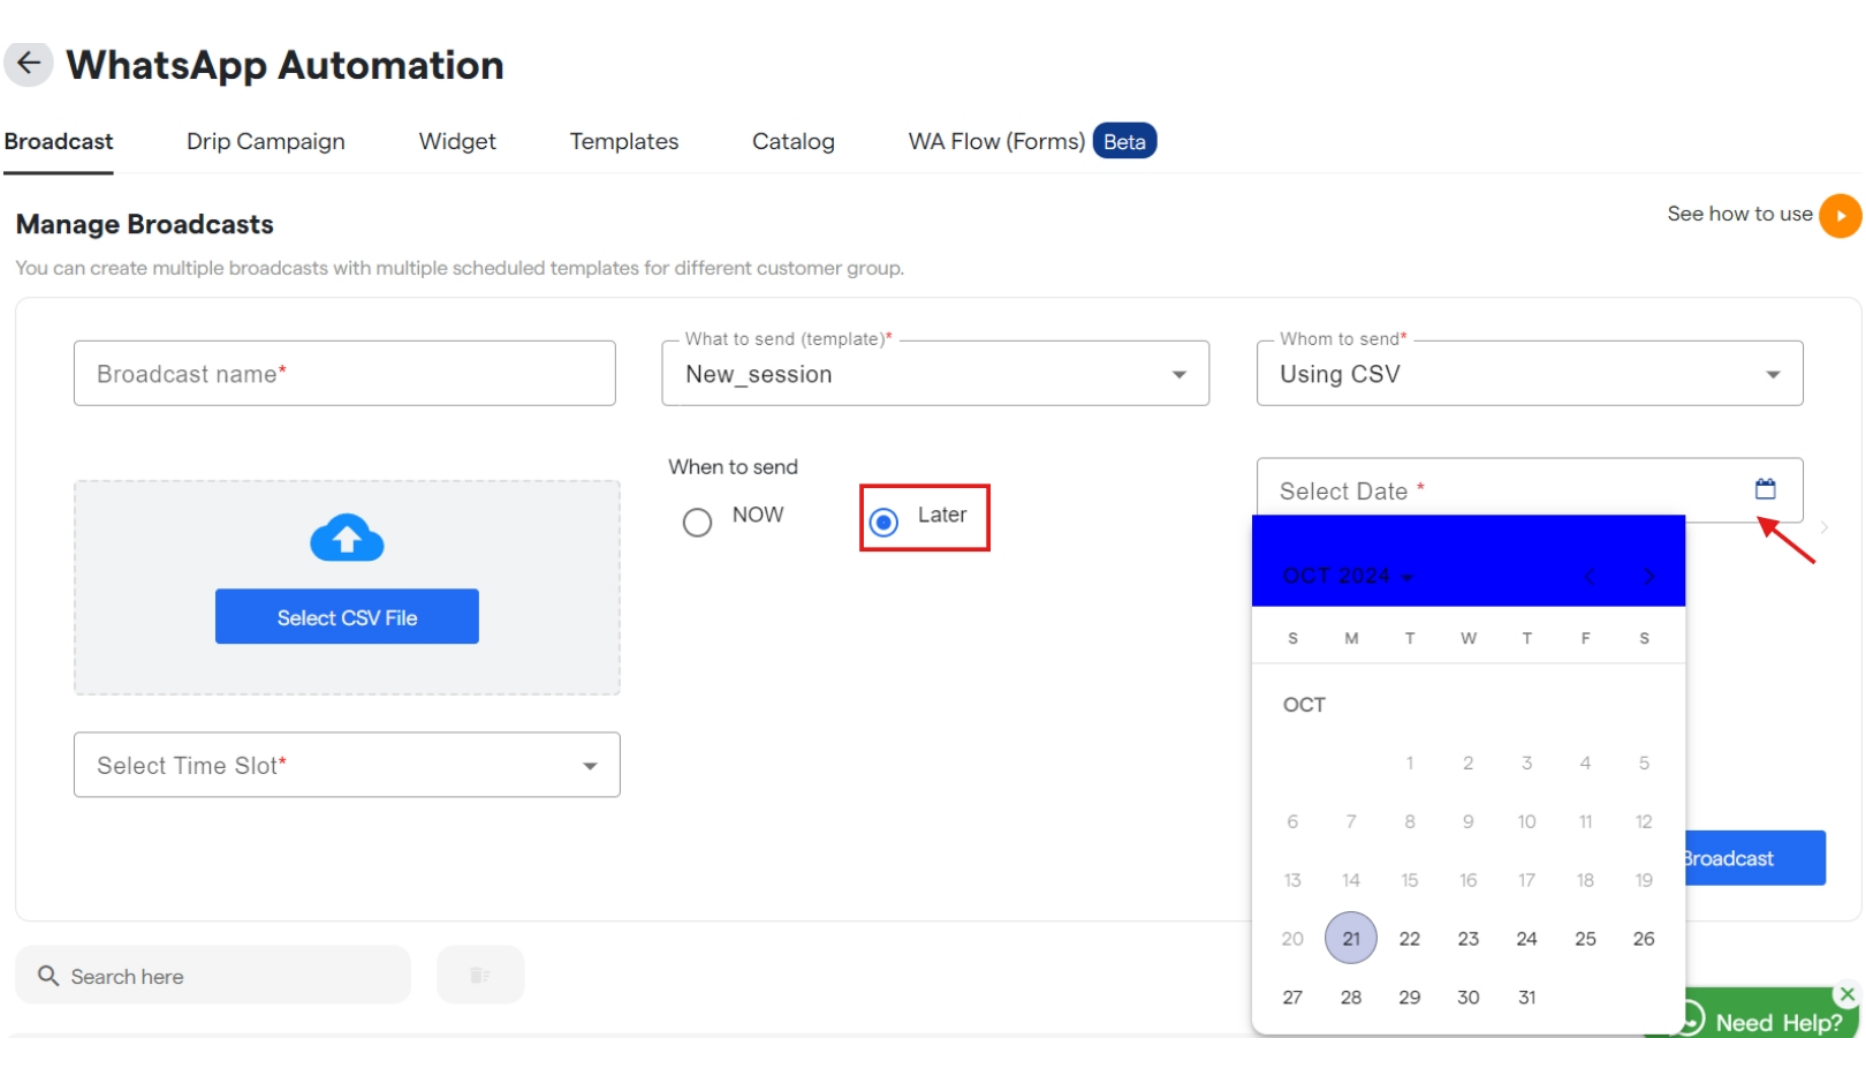 WhatsApp Automation
Broadcast Drip Campaign Widget Templates Catalog WA Flow (Forms) Beta
Manage Broadcasts
See how to use
You can create multiple broadcasts with multiple scheduled templates for different customer group.
Broadcast name*
What to send (template)*
New_session
Whom to send*
Using CSV
When to send
NOW Later
Select Date *
Select CSV File
Select Time Slot*
OCT 2024
S M T W T F S
OCT
1 2 3 4 5
6 7 8 9 10 11 12
13 14 15 16 17 18 19
20 21 22 23 24 25 26
27 28 29 30 31
Broadcast
Search here
Need Help?